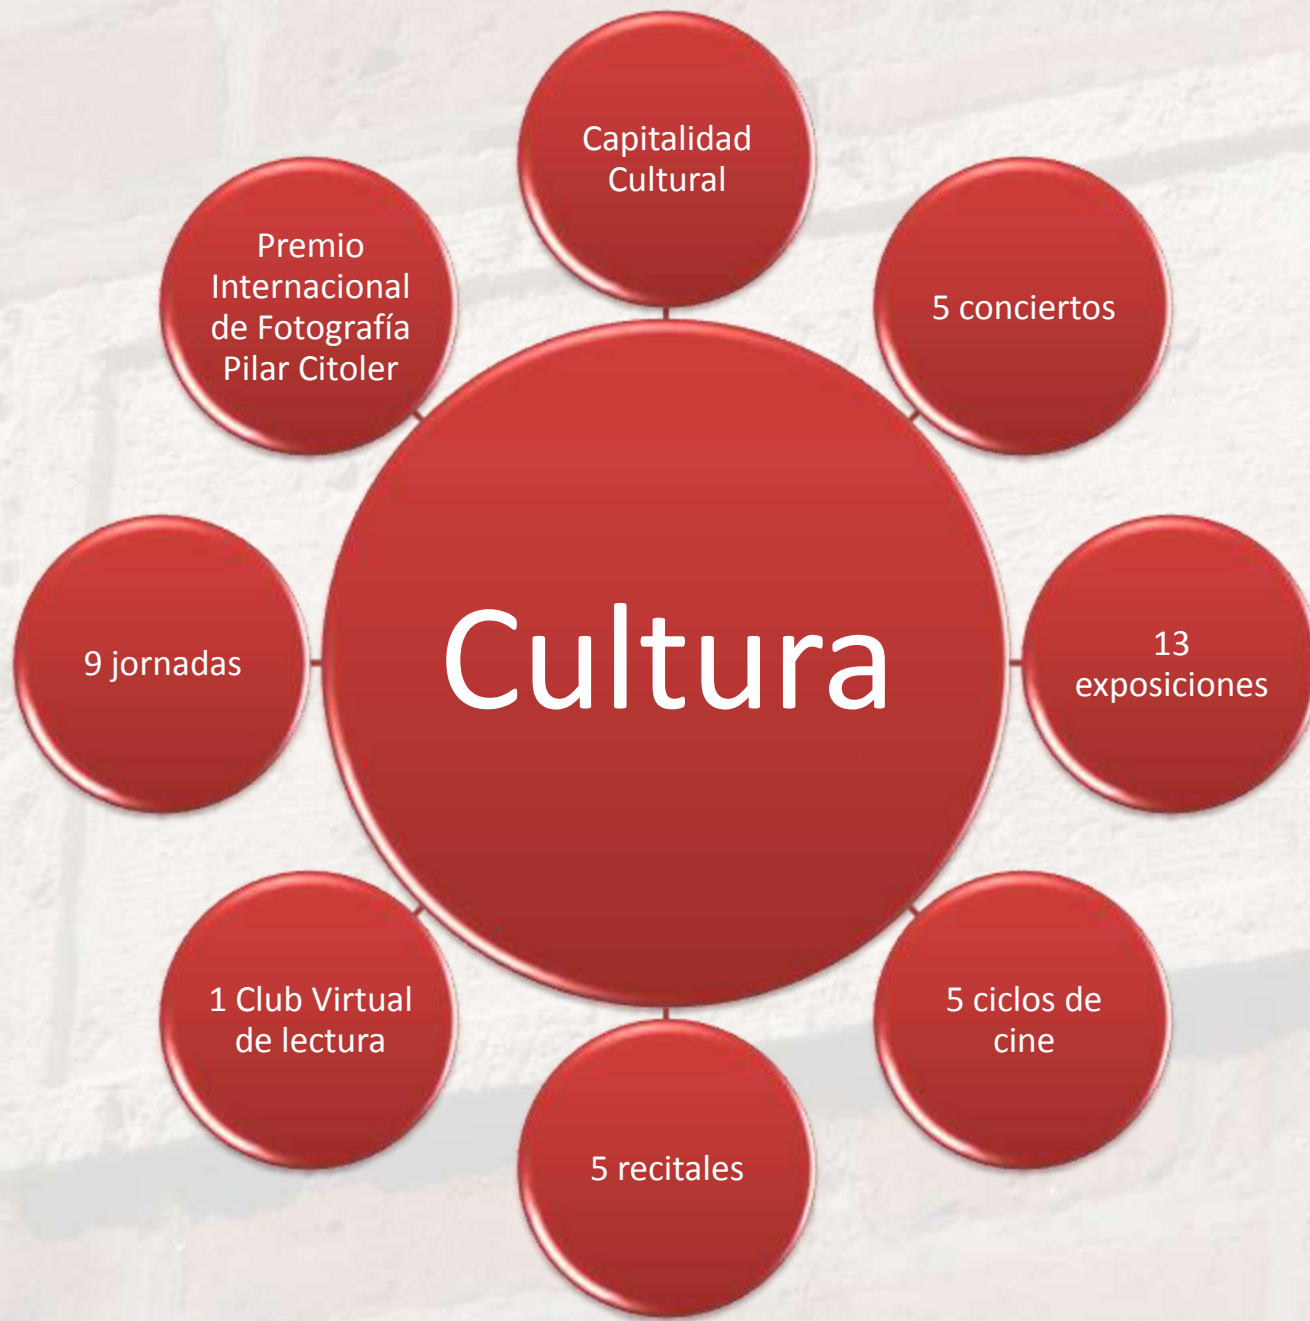 Capitalidad
Cultural
5 conciertos
13
exposiciones
5 ciclos de
cine
5 recitales
1 Club Virtual
de lectura
9 jornadas
Premio
Internacional
de Fotografía
Pilar Citoler
Cultura